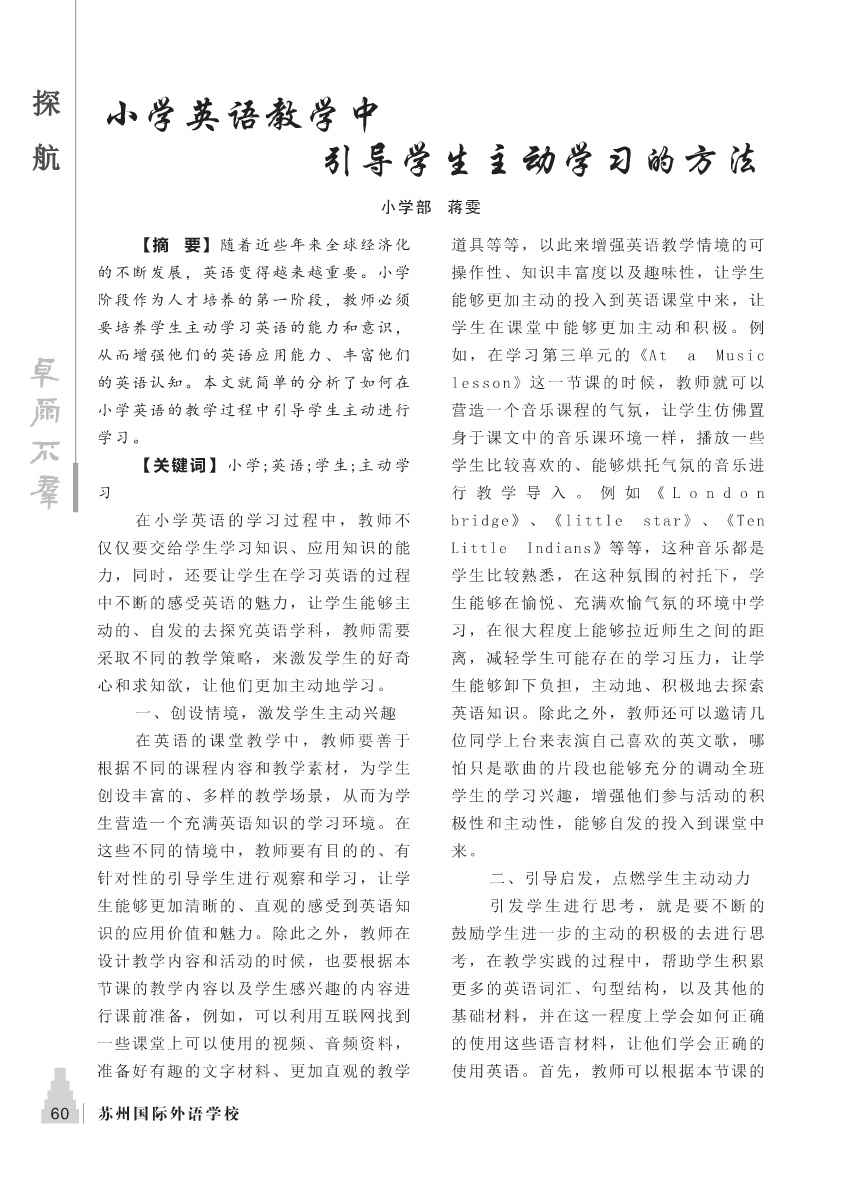 探
航
小学英语教学中
引导学生主动学习的方法
小学部 蒋雯
【摘 要】随着近些年来全球经济化
的不断发展，英语变得越来越重要。小学
阶段作为人才培养的第一阶段，教师必须
要培养学生主动学习英语的能力和意识，
从而增强他们的英语应用能力、丰富他们
的英语认知。本文就简单的分析了如何在
小学英语的教学过程中引导学生主动进行
学习。
【关键词】小学;英语;学生;主动学
习
在小学英语的学习过程中，教师不
仅仅要交给学生学习知识、应用知识的能
力，同时，还要让学生在学习英语的过程
中不断的感受英语的魅力，让学生能够主
动的、自发的去探究英语学科，教师需要
采取不同的教学策略，来激发学生的好奇
心和求知欲，让他们更加主动地学习。
一、创设情境，激发学生主动兴趣
在英语的课堂教学中，教师要善于
根据不同的课程内容和教学素材，为学生
创设丰富的、多样的教学场景，从而为学
生营造一个充满英语知识的学习环境。在
这些不同的情境中，教师要有目的的、有
针对性的引导学生进行观察和学习，让学
生能够更加清晰的、直观的感受到英语知
识的应用价值和魅力。除此之外，教师在
设计教学内容和活动的时候，也要根据本
节课的教学内容以及学生感兴趣的内容进
行课前准备，例如，可以利用互联网找到
一些课堂上可以使用的视频、音频资料，
准备好有趣的文字材料、更加直观的教学
道具等等，以此来增强英语教学情境的可
操作性、知识丰富度以及趣味性，让学生
能够更加主动的投入到英语课堂中来，让
学生在课堂中能够更加主动和积极。例
如，在学习第三单元的《At a Music
lesson》这一节课的时候，教师就可以
营造一个音乐课程的气氛，让学生仿佛置
身于课文中的音乐课环境一样，播放一些
学生比较喜欢的、能够烘托气氛的音乐进
行教学导入。例如《London
bridge》、《little star》、《Ten
Little Indians》等等，这种音乐都是
学生比较熟悉，在这种氛围的衬托下，学
生能够在愉悦、充满欢愉气氛的环境中学
习，在很大程度上能够拉近师生之间的距
离，减轻学生可能存在的学习压力，让学
生能够卸下负担，主动地、积极地去探索
英语知识。除此之外，教师还可以邀请几
位同学上台来表演自己喜欢的英文歌，哪
怕只是歌曲的片段也能够充分的调动全班
学生的学习兴趣，增强他们参与活动的积
极性和主动性，能够自发的投入到课堂中
来。
二、引导启发，点燃学生主动动力
引发学生进行思考，就是要不断的
鼓励学生进一步的主动的积极的去进行思
考，在教学实践的过程中，帮助学生积累
更多的英语词汇、句型结构，以及其他的
基础材料，并在这一程度上学会如何正确
的使用这些语言材料，让他们学会正确的
使用英语。首先，教师可以根据本节课的
卓
尔
不
群
60 苏州国际外语学校